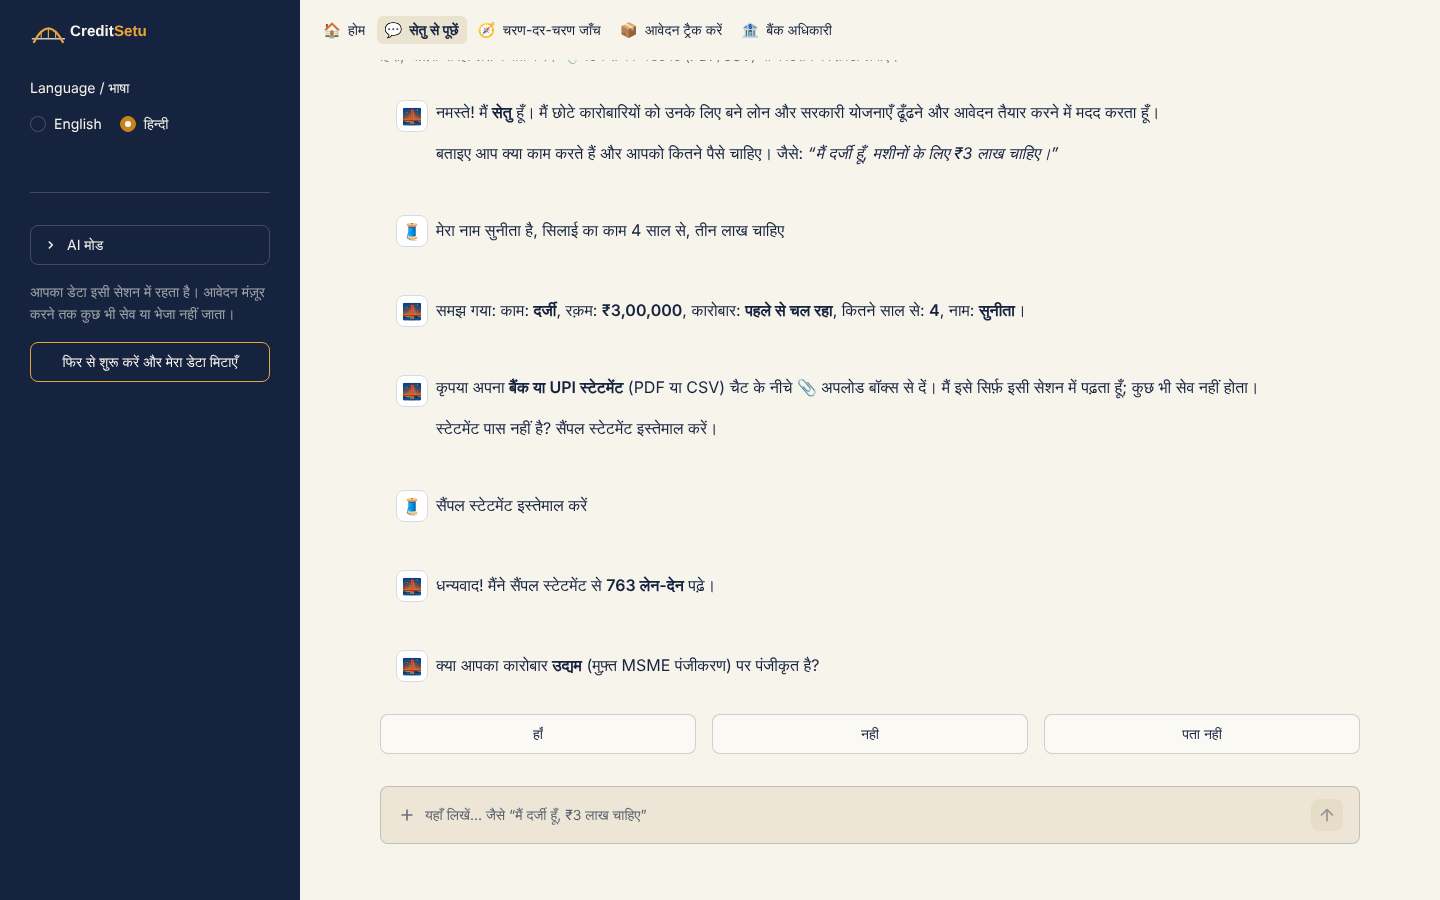 CreditSetu
Language / भाषा
English
हिन्दी
AI मोड
आपका डेटा इसी सेशन में रहता है। आवेदन मंज़ूर
करने तक कुछ भी सेव या भेजा नहीं जाता।
फिर से शुरू करें और मेरा डेटा मिटाएँ
होम
सेतु से पूछें
चरण-दर-चरण जाँच
आवेदन ट्रैक करें
बैंक अधिकारी
नमस्ते! मैं सेतु हूँ। मैं छोटे कारोबारियों को उनके लिए बने लोन और सरकारी योजनाएँ ढूँढने और आवेदन तैयार करने में मदद करता हूँ।
बताइए आप क्या काम करते हैं और आपको कितने पैसे चाहिए। जैसे: “मैं दर्जी हूँ, मशीनों के लिए ₹3 लाख चाहिए।”
मेरा नाम सुनीता है, सिलाई का काम 4 साल से, तीन लाख चाहिए
समझ गया: काम: दर्जी, रक़म: ₹3,00,000, कारोबार: पहले से चल रहा, कितने साल से: 4, नाम: सुनीता।
कृपया अपना बैंक या UPI स्टेटमेंट (PDF या CSV) चैट के नीचे 📎 अपलोड बॉक्स से दें। मैं इसे सिर्फ़ इसी सेशन में पढ़ता हूँ; कुछ भी सेव नहीं होता।
स्टेटमेंट पास नहीं है? सैंपल स्टेटमेंट इस्तेमाल करें।
सैंपल स्टेटमेंट इस्तेमाल करें
धन्यवाद! मैंने सैंपल स्टेटमेंट से 763 लेन-देन पढ़े।
क्या आपका कारोबार उद्यम (मुफ़्त MSME पंजीकरण) पर पंजीकृत है?
हाँ
नहीं
पता नहीं
यहाँ लिखें... जैसे “मैं दर्जी हूँ, ₹3 लाख चाहिए”